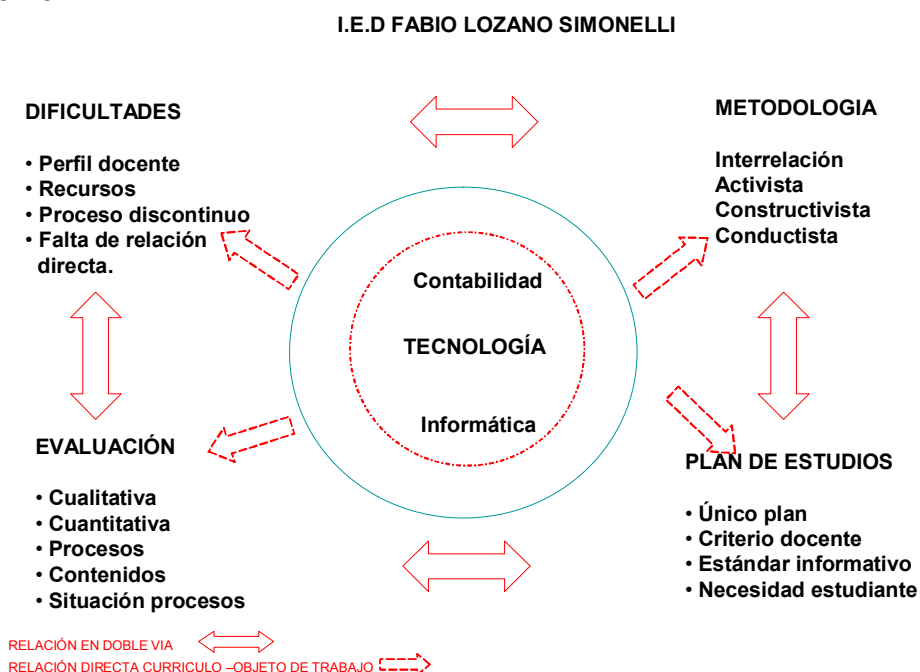 I.E.D FABIO LOZANO SIMONELLI
DIFICULTADES
• Perfil docente
• Recursos
• Proceso discontinuo
• Falta de relación
directa.
METODOLOGIA
Interrelación
Activista
Constructivista
Conductista
Contabilidad
TECNOLOGÍA
Informática
EVALUACIÓN
• Cualitativa
• Cuantitativa
• Procesos
• Contenidos
• Situación procesos
PLAN DE ESTUDIOS
• Único plan
• Criterio docente
• Estándar informativo
• Necesidad estudiante
RELACIÓN EN DOBLE VIA
RELACIÓN DIRECTA CURRICULO –OBJETO DE TRABAJO